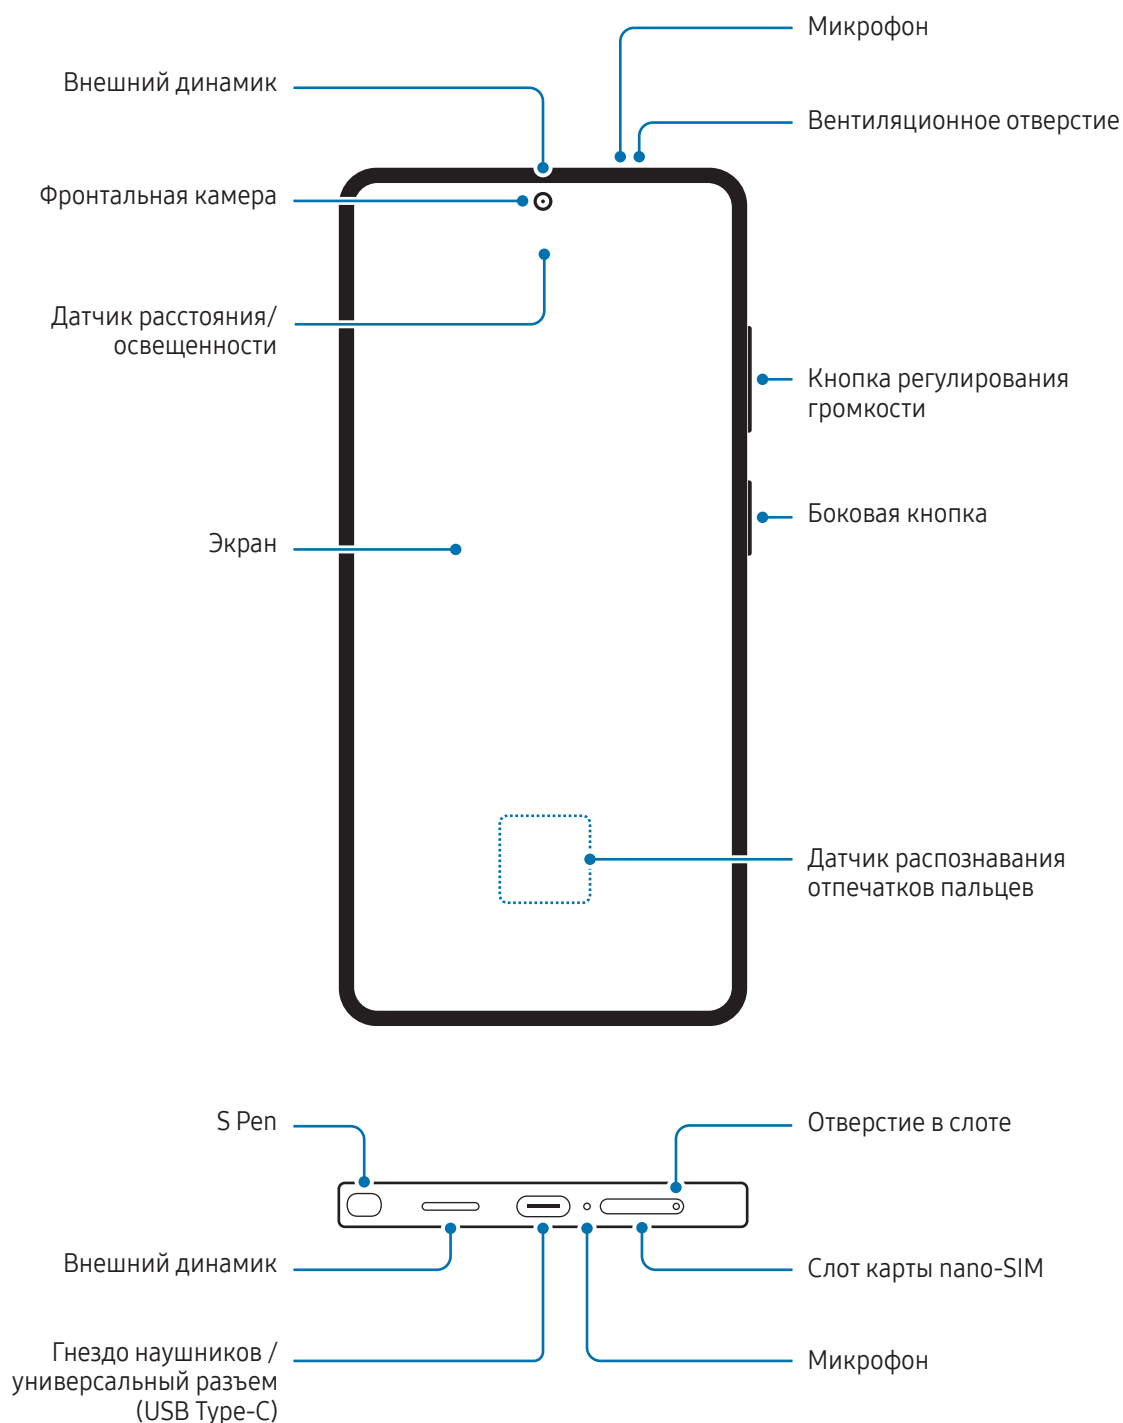 Микрофон
Внешний динамик
Вентиляционное отверстие
Фронтальная камера
Датчик расстояния/
освещенности
Кнопка регулирования
громкости
Боковая кнопка
Экран
Датчик распознавания
отпечатков пальцев
S Pen
Отверстие в слоте
Внешний динамик
Слот карты nano-SIM
Гнездо наушников /
универсальный разъем
(USB Type-C)
Микрофон